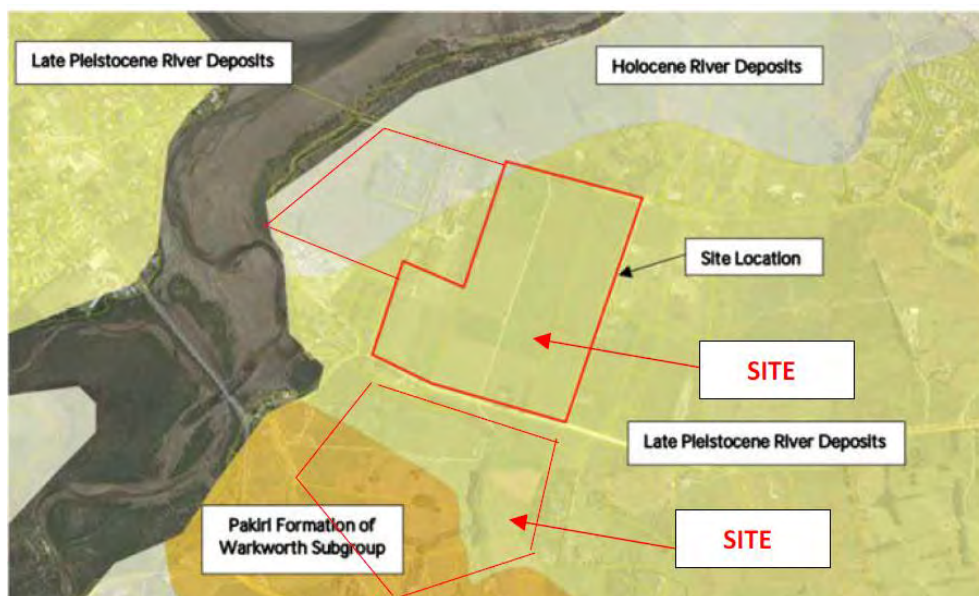 Late Pleistocene River Deposits
Holocene River Deposits
Site Location
SITE
Late Pleistocene River Deposits
Pakiri Formation of
Warkworth Subgroup
SITE